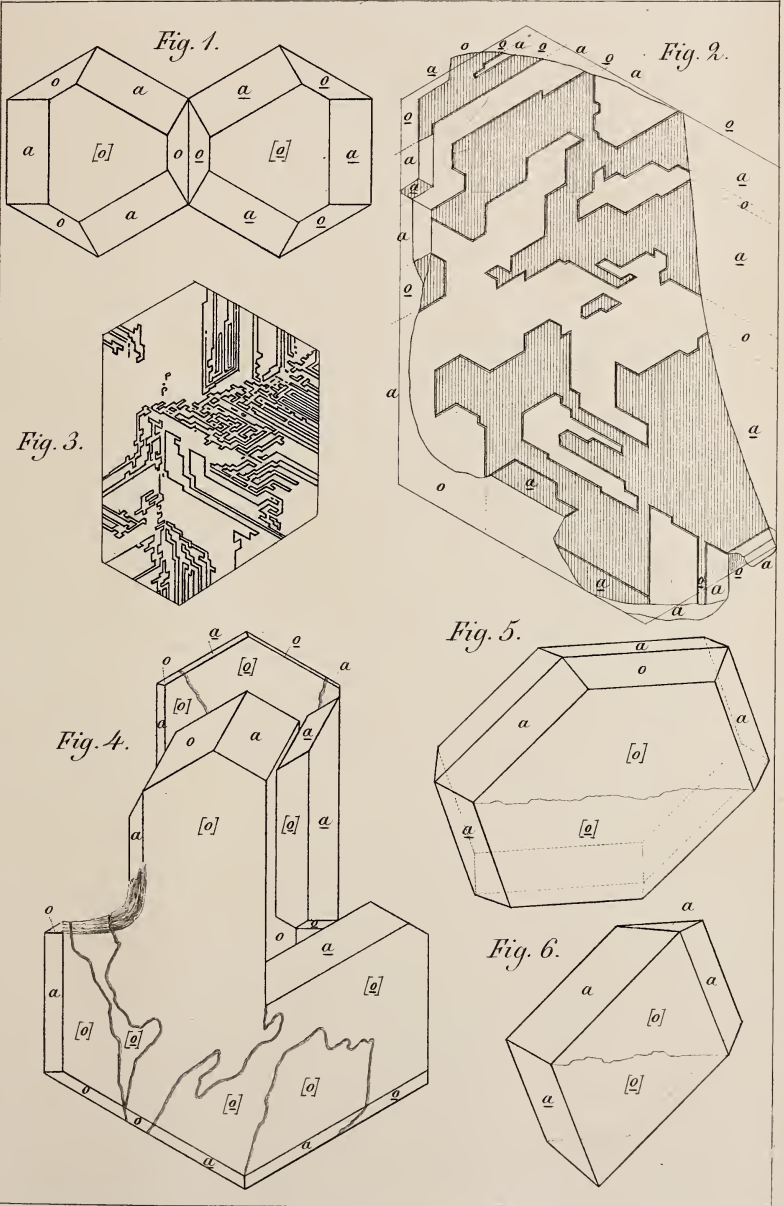 Fig. 1.
o a a o
a [o] o o [o] a
o a a o
Fig. 2.
o o a o a o
a a
o o
a a
a o
a a
o
o
a a
o a
a o a o a
a
Fig. 3.
Fig. 4.
a o
o [o] a
[o]
a o a a
[o] [o] a
a
o o o
a
a [o] [o] [o]
[o] [o]
o o a a o
Fig. 5.
a
o
a a
[o]
a [o]
Fig. 6.
a
a a
[o]
a [o]